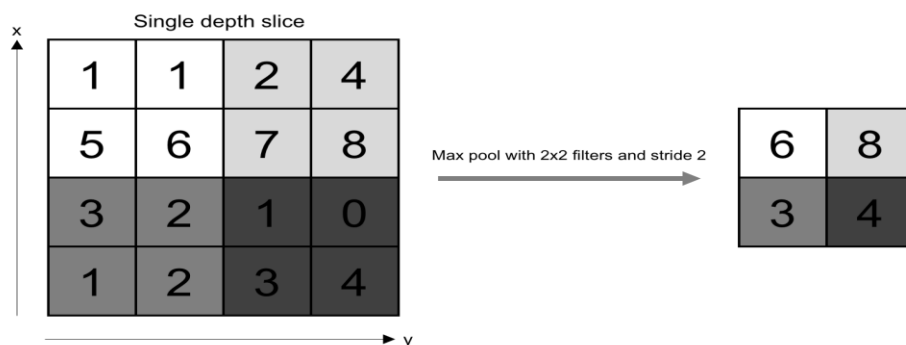 Single depth slice
x
1 1 2 4
5 6 7 8
3 2 1 0
1 2 3 4
y
Max pool with 2x2 filters and stride 2
6 8
3 4